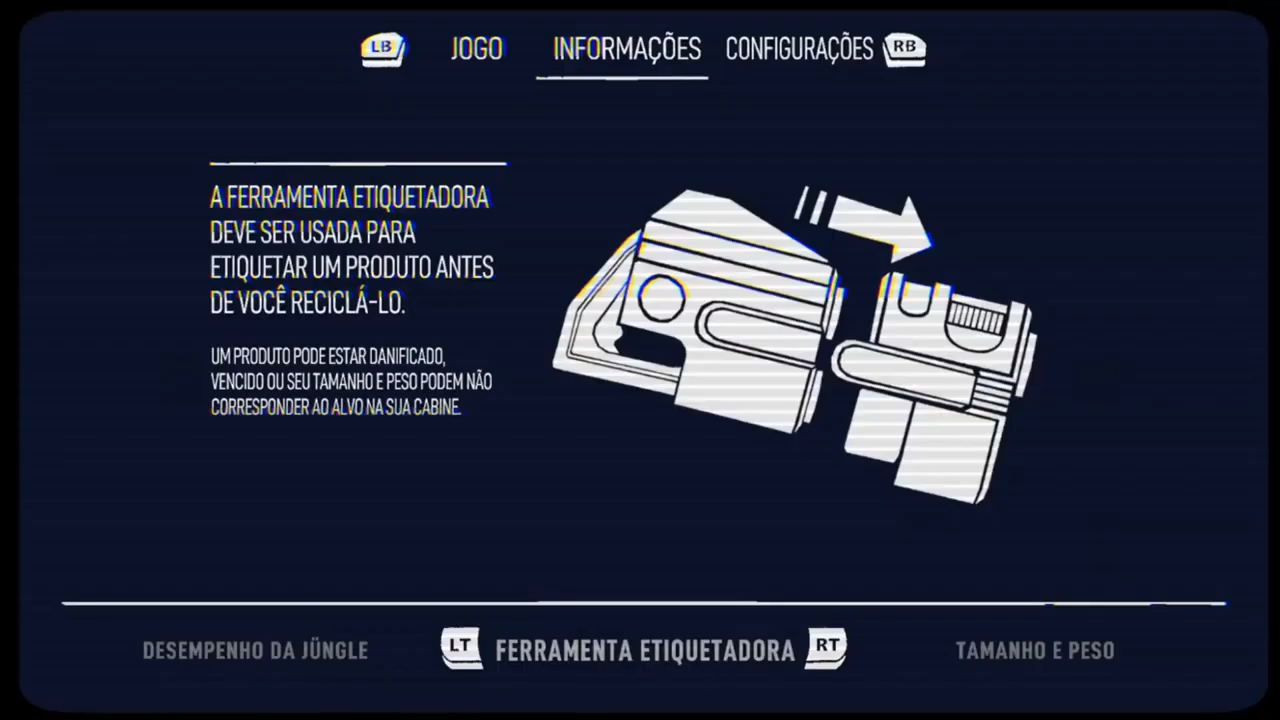 LB JOGO INFORMAÇÕES CONFIGURAÇÕES RB
A FERRAMENTA ETIQUETADORA
DEVE SER USADA PARA
ETIQUETAR UM PRODUTO ANTES
DE VOCÊ RECICLÁ-LO.
UM PRODUTO PODE ESTAR DANIFICADO,
VENCIDO OU SEU TAMANHO E PESO PODEM NÃO
CORRESPONDER AO ALVO NA SUA CABINE.
DESEMPENHO DA JÜNGLE LT FERRAMENTA ETIQUETADORA RT TAMANHO E PESO